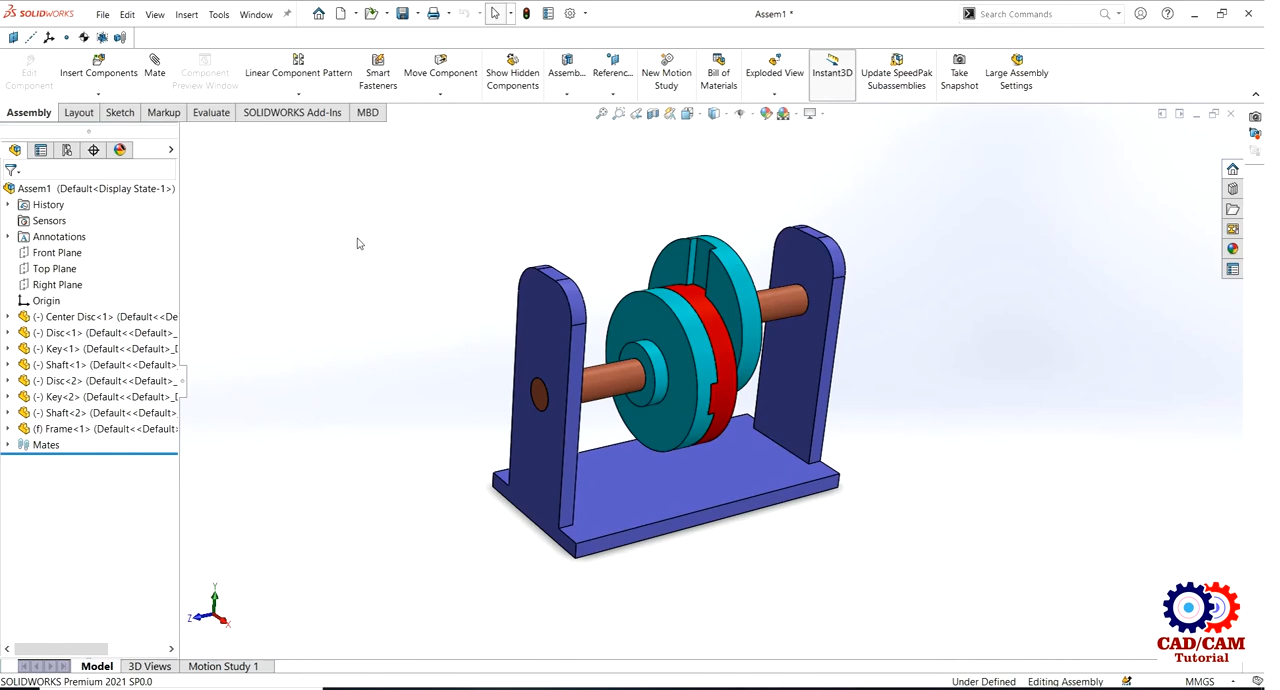 SOLIDWORKS File Edit View Insert Tools Window Assem1 * Search Commands
Edit Component
Insert Components
Mate
Component Preview Window
Linear Component Pattern
Smart Fasteners
Move Component
Show Hidden Components
Assemb...
Referenc...
New Motion Study
Bill of Materials
Exploded View
Instant3D
Update SpeedPak Subassemblies
Take Snapshot
Large Assembly Settings
Assembly Layout Sketch Markup Evaluate SOLIDWORKS Add-Ins MBD
Assem1 (Default<Display State-1>)
History
Sensors
Annotations
Front Plane
Top Plane
Right Plane
Origin
(-) Center Disc<1> (Default<<De
(-) Disc<1> (Default<<Default>_
(-) Key<1> (Default<<Default>_D
(-) Shaft<1> (Default<<Default>
(-) Disc<2> (Default<<Default>_
(-) Key<2> (Default<<Default>_D
(-) Shaft<2> (Default<<Default>
(f) Frame<1> (Default<<Default>
Mates
Y
Z
X
CAD/CAM
Tutorial
Model 3D Views Motion Study 1
SOLIDWORKS Premium 2021 SP0.0 Under Defined Editing Assembly MMGS